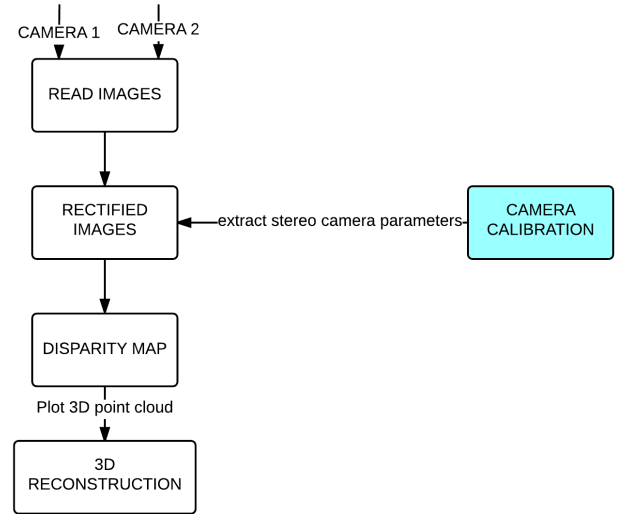 CAMERA 1
CAMERA 2
READ IMAGES
RECTIFIED
IMAGES
extract stereo camera parameters
CAMERA
CALIBRATION
DISPARITY MAP
Plot 3D point cloud
3D
RECONSTRUCTION